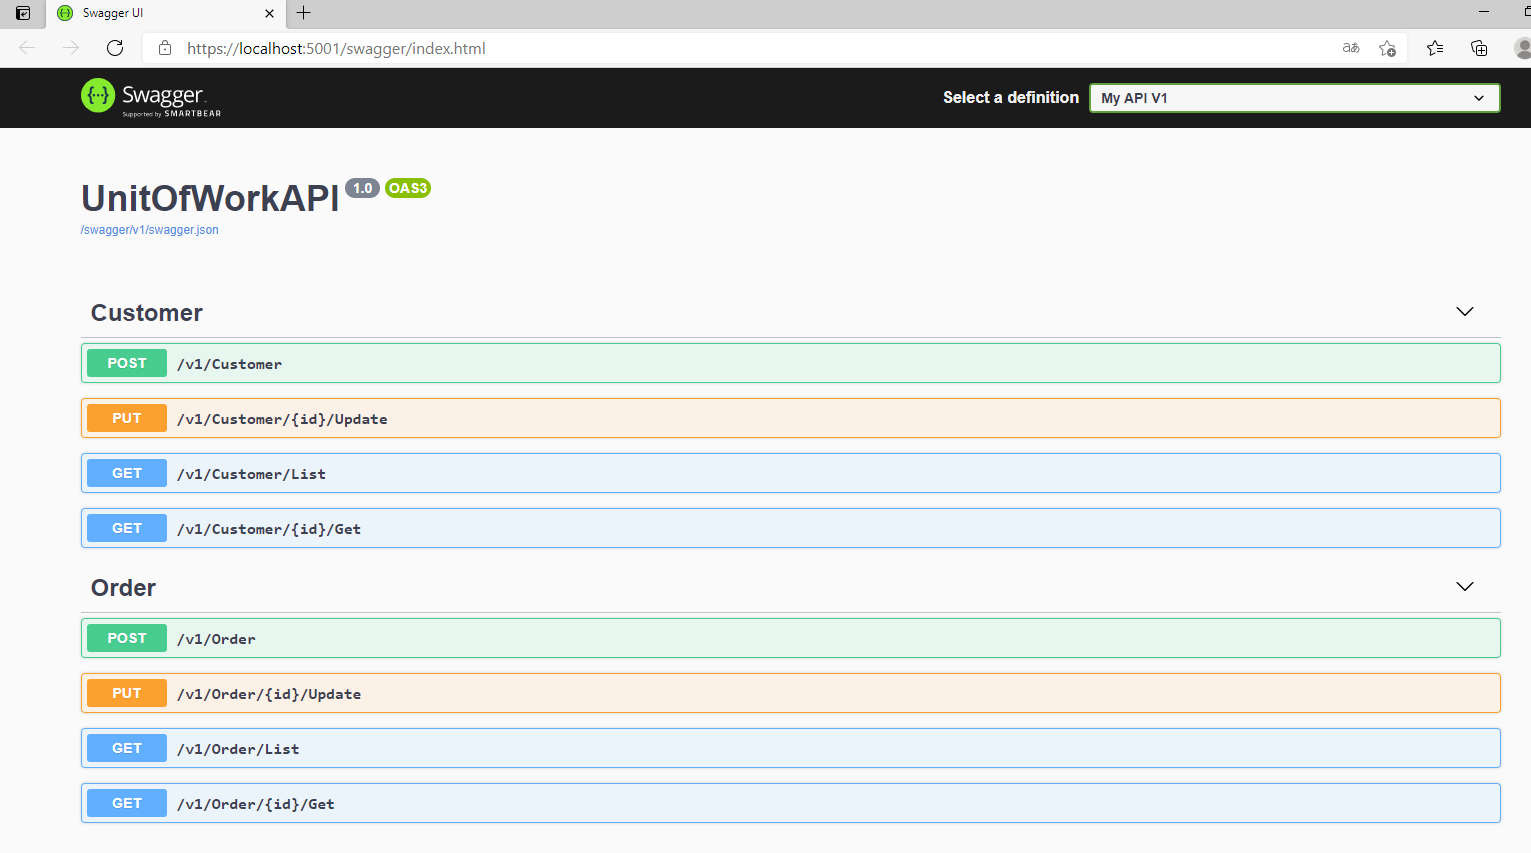 Swagger UI
https://localhost:5001/swagger/index.html
aあ
Swagger
Supported by SMARTBEAR
Select a definition
My API V1
UnitOfWorkAPI 1.0 OAS3
/swagger/v1/swagger.json
Customer
POST /v1/Customer
PUT /v1/Customer/{id}/Update
GET /v1/Customer/List
GET /v1/Customer/{id}/Get
Order
POST /v1/Order
PUT /v1/Order/{id}/Update
GET /v1/Order/List
GET /v1/Order/{id}/Get